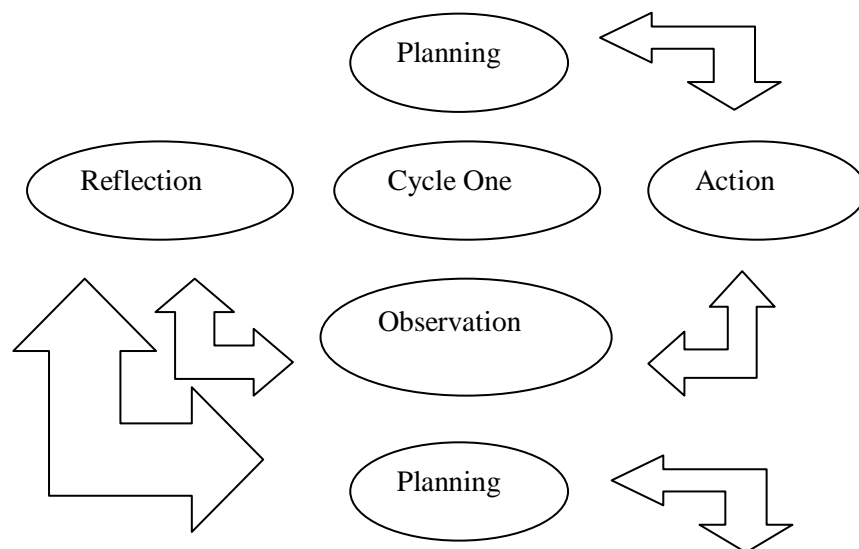 Planning
Reflection
Cycle One
Action
Observation
Planning